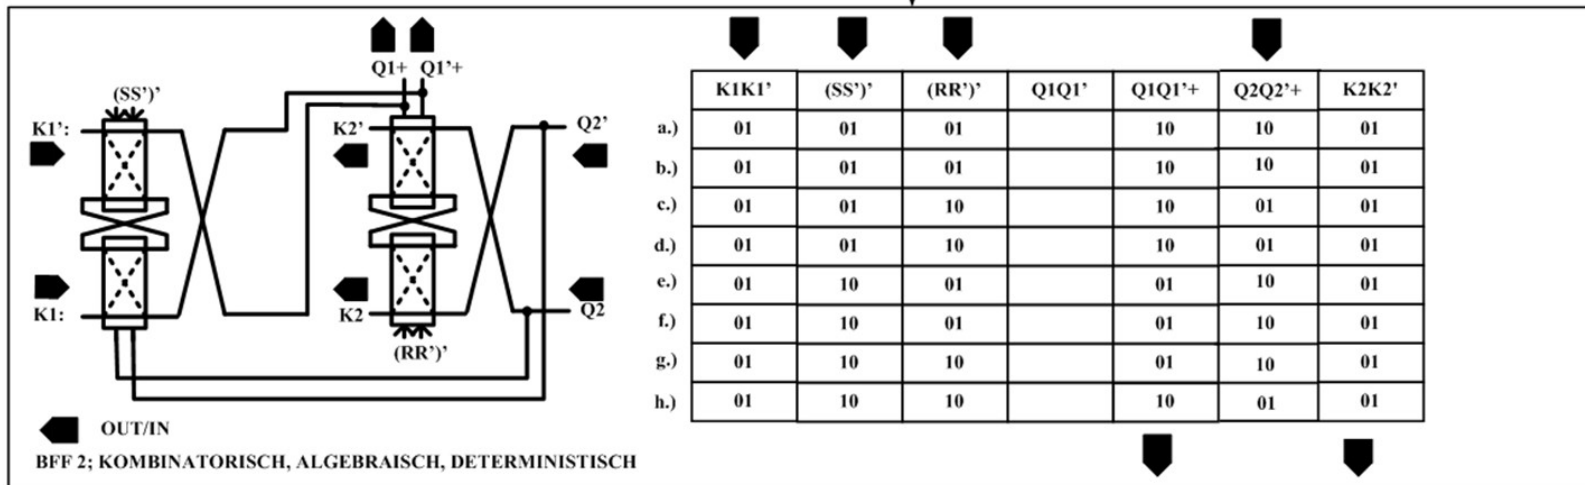 Q1+ Q1'+
(SS')'
K1':
K2'
Q2'
K1:
K2
Q2
(RR')'
OUT/IN
BFF 2; KOMBINATORISCH, ALGEBRAISCH, DETERMINISTISCH
K1K1' (SS')' (RR')' Q1Q1' Q1Q1'+ Q2Q2'+ K2K2'
a.) 01 01 01 10 10 01
b.) 01 01 01 10 10 01
c.) 01 01 10 10 01 01
d.) 01 01 10 10 01 01
e.) 01 10 01 01 10 01
f.) 01 10 01 01 10 01
g.) 01 10 10 01 10 01
h.) 01 10 10 10 01 01